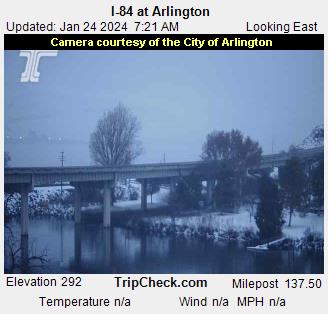 I-84 at Arlington
Updated: Jan 24 2024 7:21 AM Looking East
Camera courtesy of the City of Arlington
Elevation 292 TripCheck.com Milepost 137.50
Temperature n/a Wind n/a MPH n/a